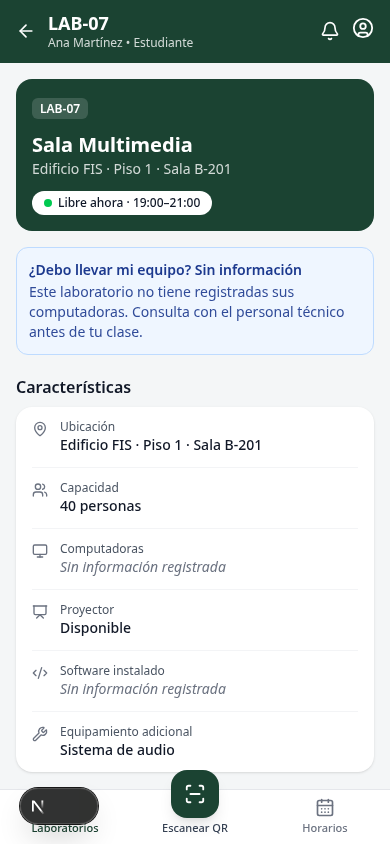 LAB-07
Ana Martínez • Estudiante
LAB-07
Sala Multimedia
Edificio FIS · Piso 1 · Sala B-201
Libre ahora · 19:00–21:00
¿Debo llevar mi equipo? Sin información
Este laboratorio no tiene registradas sus
computadoras. Consulta con el personal técnico
antes de tu clase.
Características
Ubicación
Edificio FIS · Piso 1 · Sala B-201
Capacidad
40 personas
Computadoras
Sin información registrada
Proyector
Disponible
Software instalado
Sin información registrada
Equipamiento adicional
Sistema de audio
N
Laboratorios
Escanear QR
Horarios